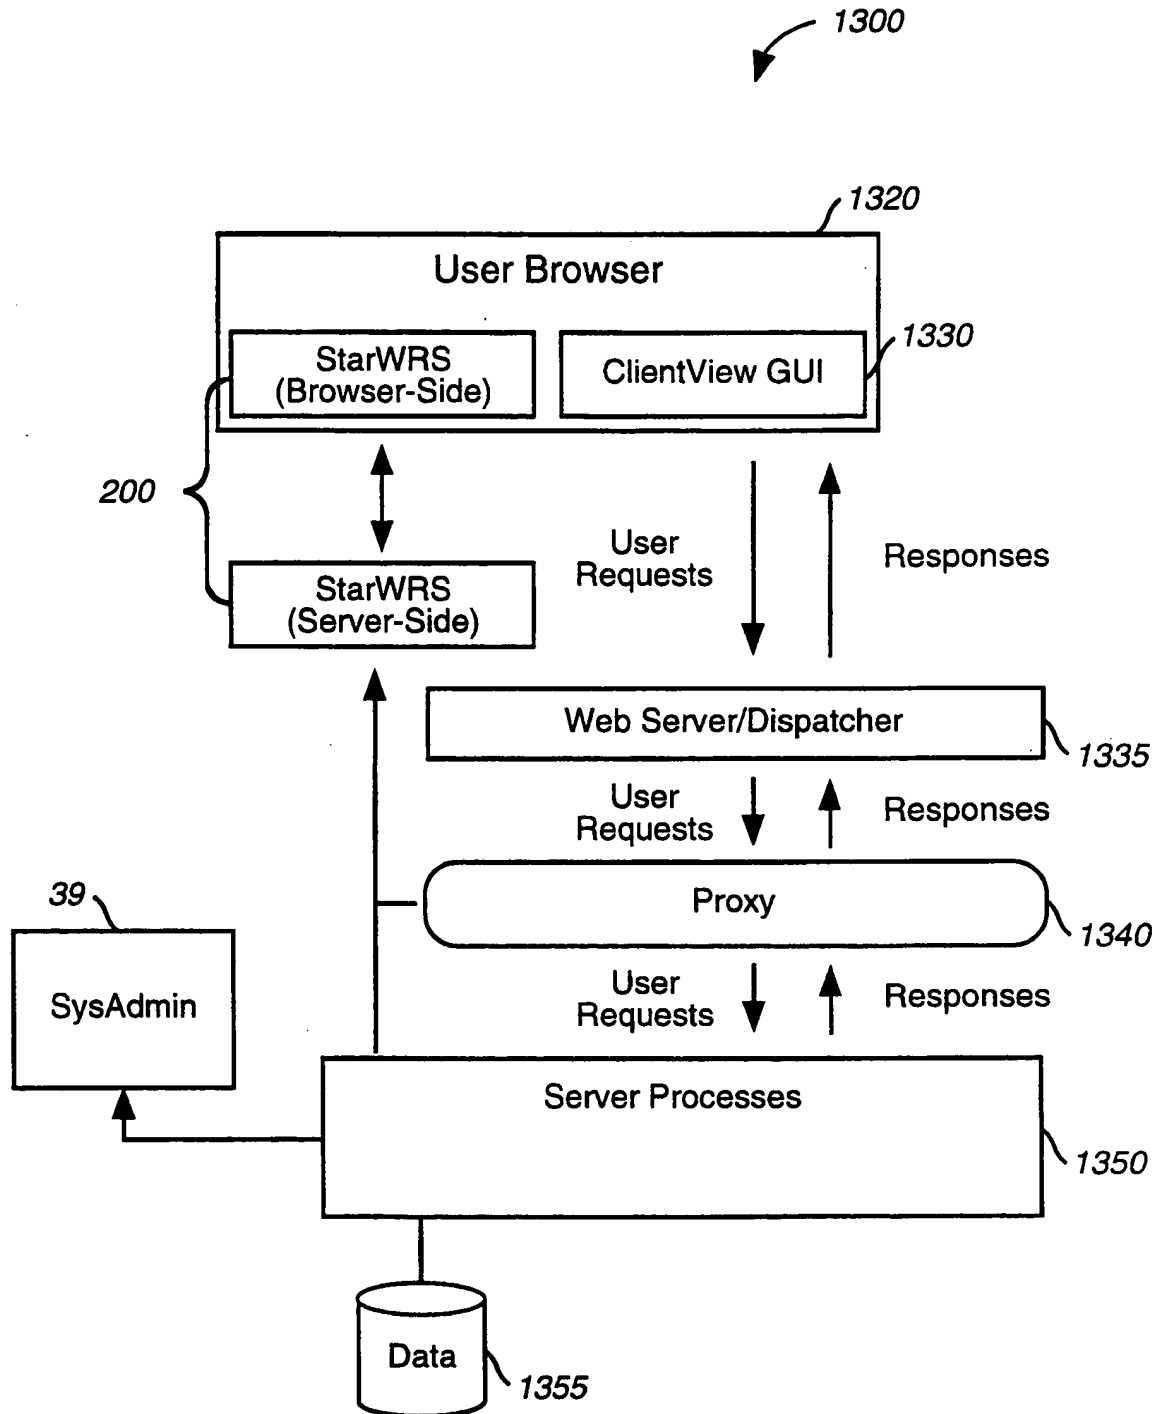 1300
1320
User Browser
1330
StarWRS
(Browser-Side)
ClientView GUI
200
User
Requests
Responses
StarWRS
(Server-Side)
Web Server/Dispatcher
1335
User
Requests
Responses
39
Proxy
1340
SysAdmin
User
Requests
Responses
Server Processes
1350
Data
1355